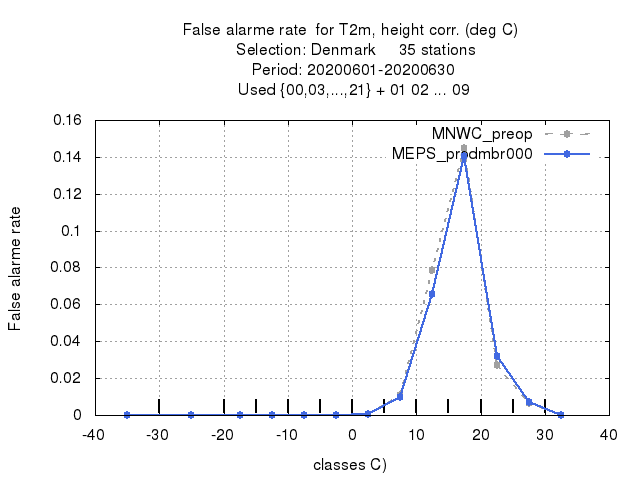 False alarme rate  for T2m, height corr. (deg C)
Selection: Denmark     35 stations
Period: 20200601-20200630
Used {00,03,...,21} + 01 02 ... 09
MNWC_preop
MEPS_prodmbr000
0.16
0.14
0.12
0.1
0.08
0.06
0.04
0.02
0
False alarme rate
-40
-30
-20
-10
0
10
20
30
40
classes C)